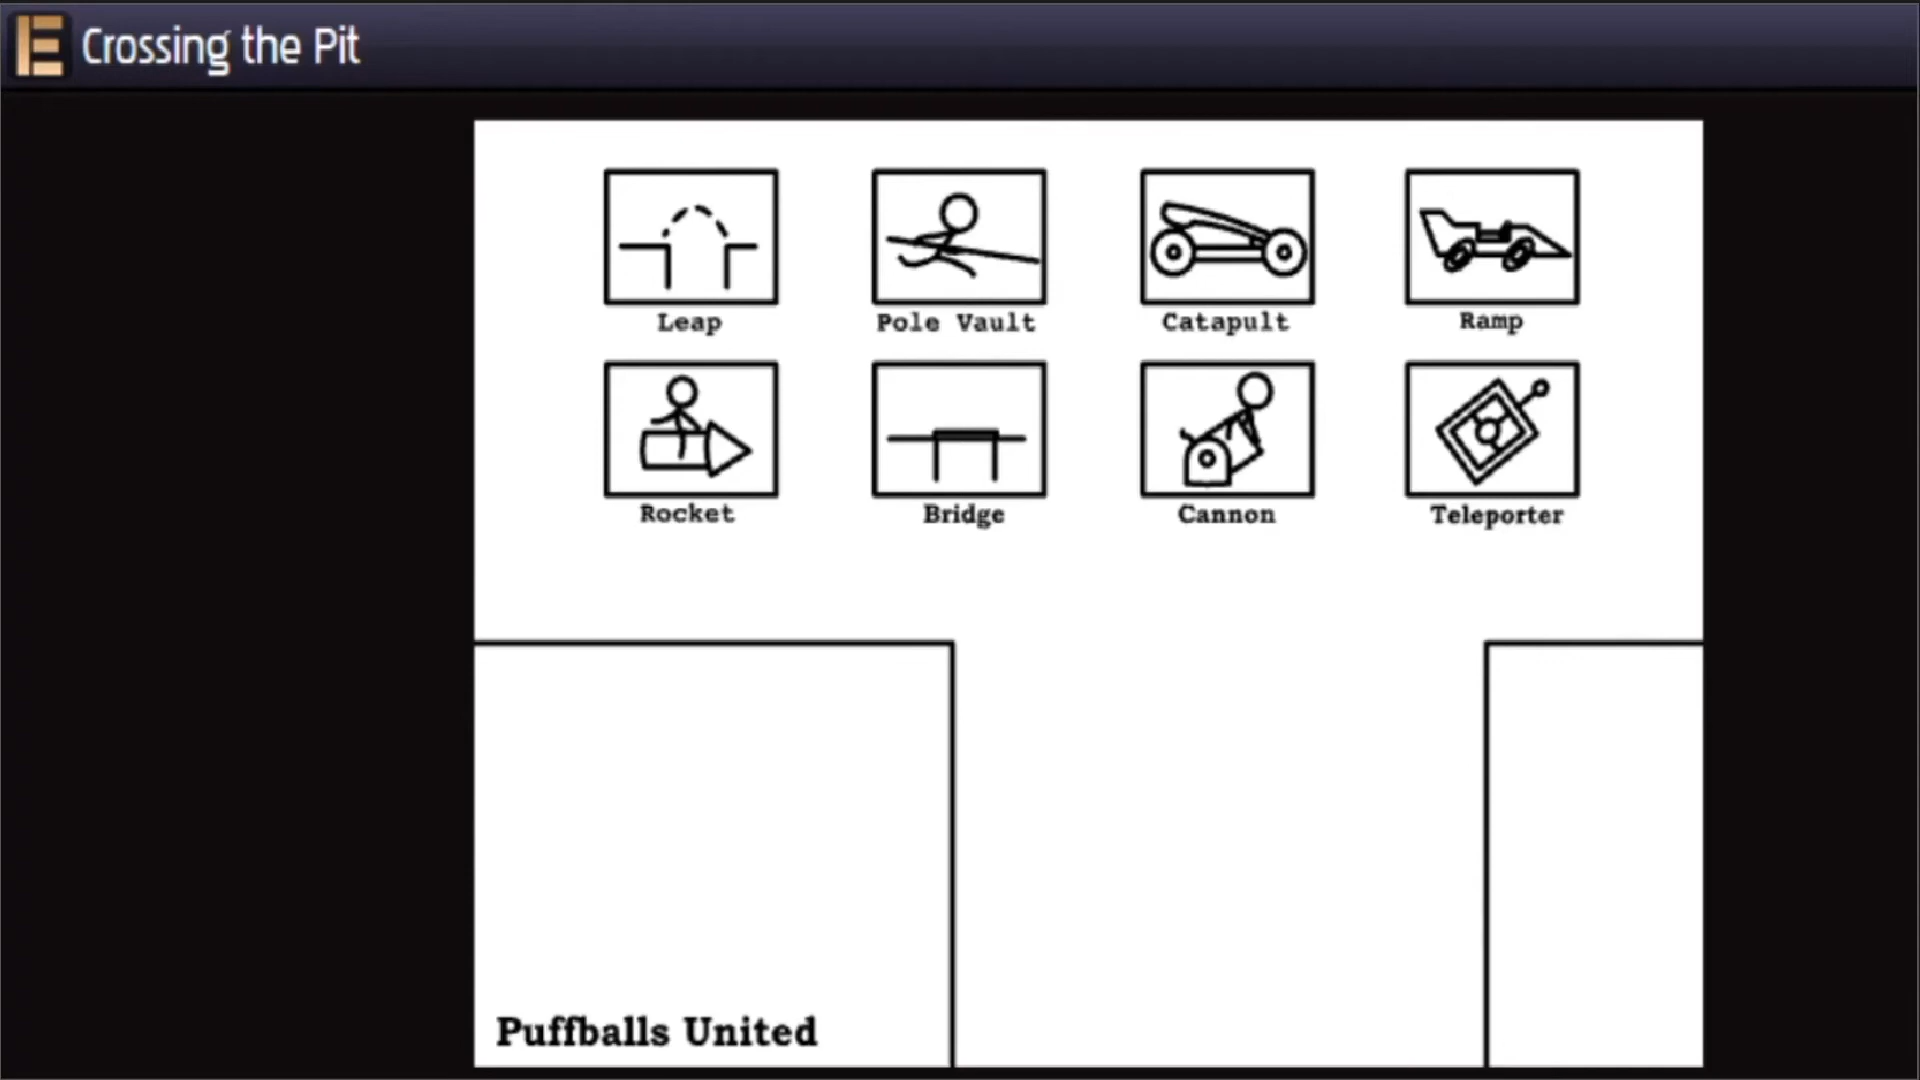 Crossing the Pit
Leap Pole Vault Catapult Ramp
Rocket Bridge Cannon Teleporter
Puffballs United